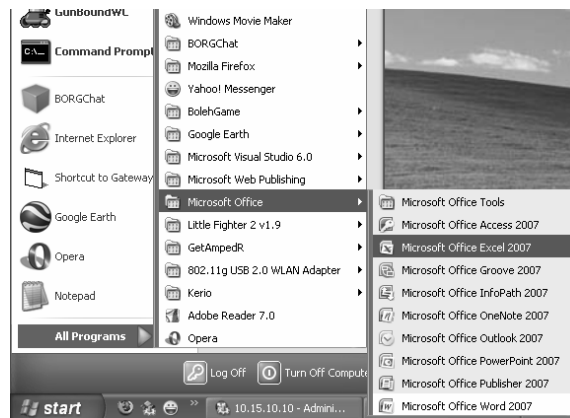 GunBoundWC
Command Prompt
BORGChat
Internet Explorer
Shortcut to Gateway
Google Earth
Opera
Notepad
All Programs
Windows Movie Maker
BORGChat
Mozilla Firefox
Yahoo! Messenger
BolehGame
Google Earth
Microsoft Visual Studio 6.0
Microsoft Web Publishing
Microsoft Office
Little Fighter 2 v1.9
GetAmpedR
802.11g USB 2.0 WLAN Adapter
Kerio
Adobe Reader 7.0
Opera
Microsoft Office Tools
Microsoft Office Access 2007
Microsoft Office Excel 2007
Microsoft Office Groove 2007
Microsoft Office InfoPath 2007
Microsoft Office OneNote 2007
Microsoft Office Outlook 2007
Microsoft Office PowerPoint 2007
Microsoft Office Publisher 2007
Microsoft Office Word 2007
Log Off
Turn Off Compute
start
10.15.10.10 - Admini...